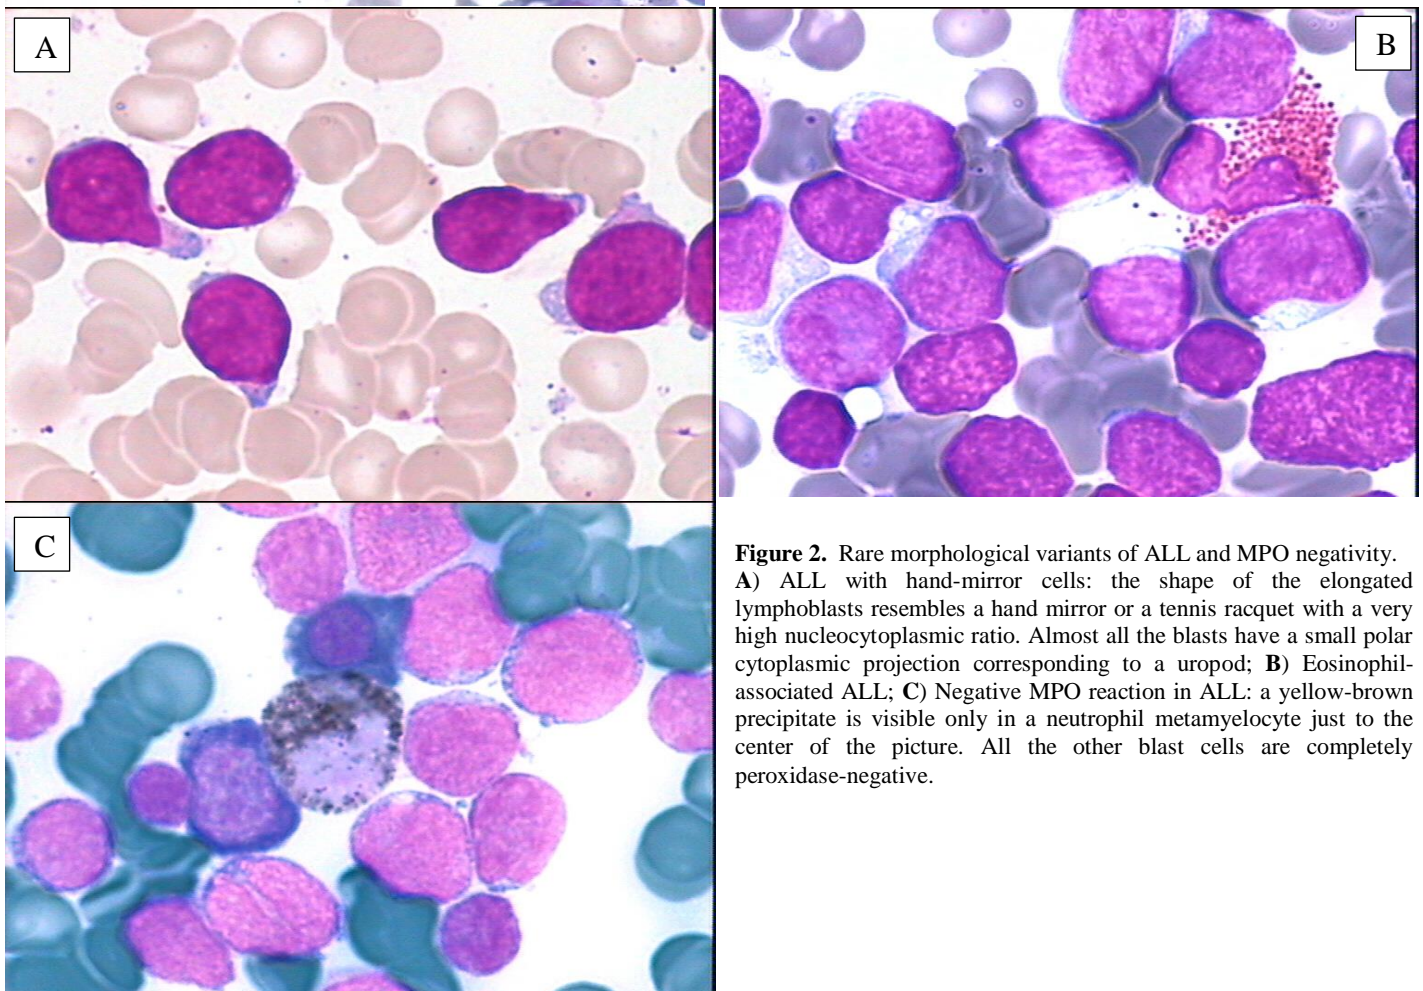 A
B
C
Figure 2. Rare morphological variants of ALL and MPO negativity.
A) ALL with hand-mirror cells: the shape of the elongated
lymphoblasts resembles a hand mirror or a tennis racquet with a very
high nucleocytoplasmic ratio. Almost all the blasts have a small polar
cytoplasmic projection corresponding to a uropod; B) Eosinophil-
associated ALL; C) Negative MPO reaction in ALL: a yellow-brown
precipitate is visible only in a neutrophil metamyelocyte just to the
center of the picture. All the other blast cells are completely
peroxidase-negative.